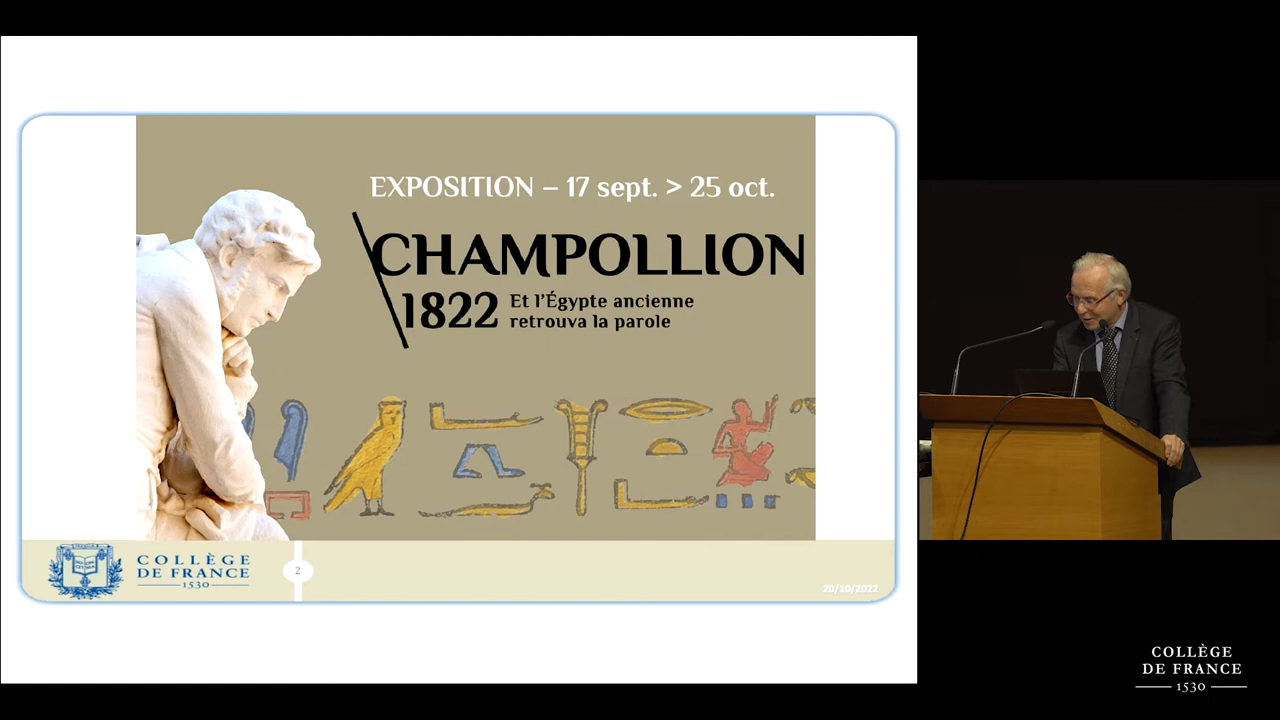 EXPOSITION – 17 sept. > 25 oct.
CHAMPOLLION
1822
Et l'Égypte ancienne
retrouva la parole
COLLÈGE
DE FRANCE
1530
2
20/10/2022
COLLÈGE
DE FRANCE
1530